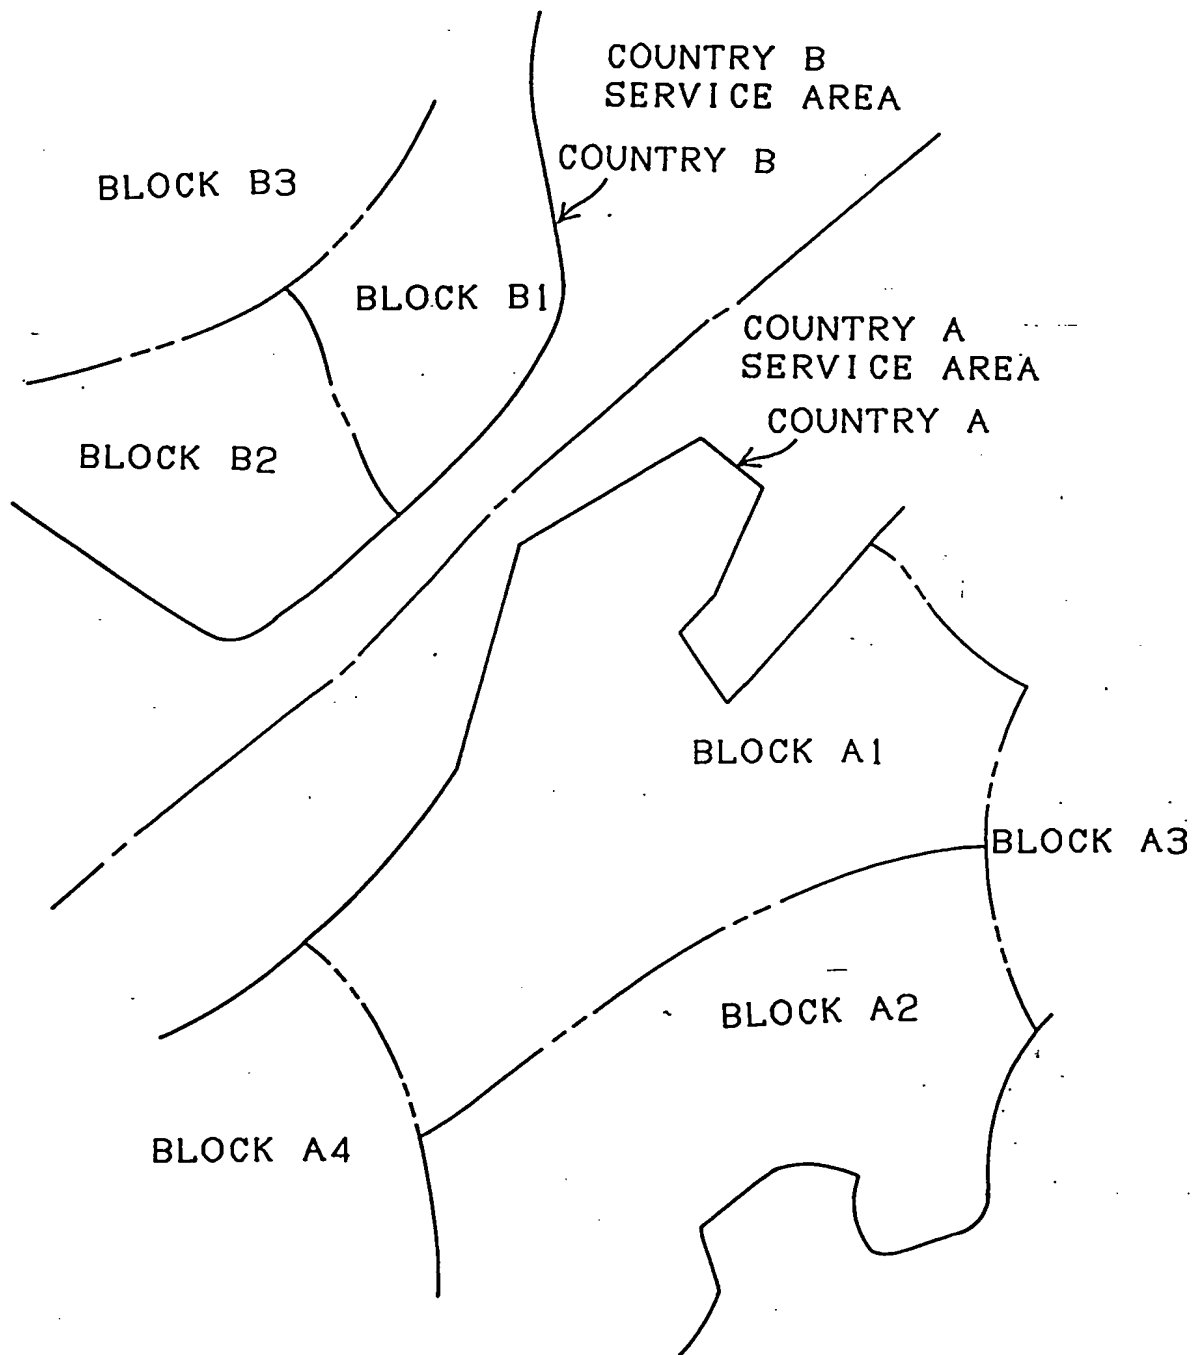 COUNTRY B
SERVICE AREA
COUNTRY B
BLOCK B3
BLOCK B1
COUNTRY A
SERVICE AREA
COUNTRY A
BLOCK B2
BLOCK A1
BLOCK A3
BLOCK A2
BLOCK A4